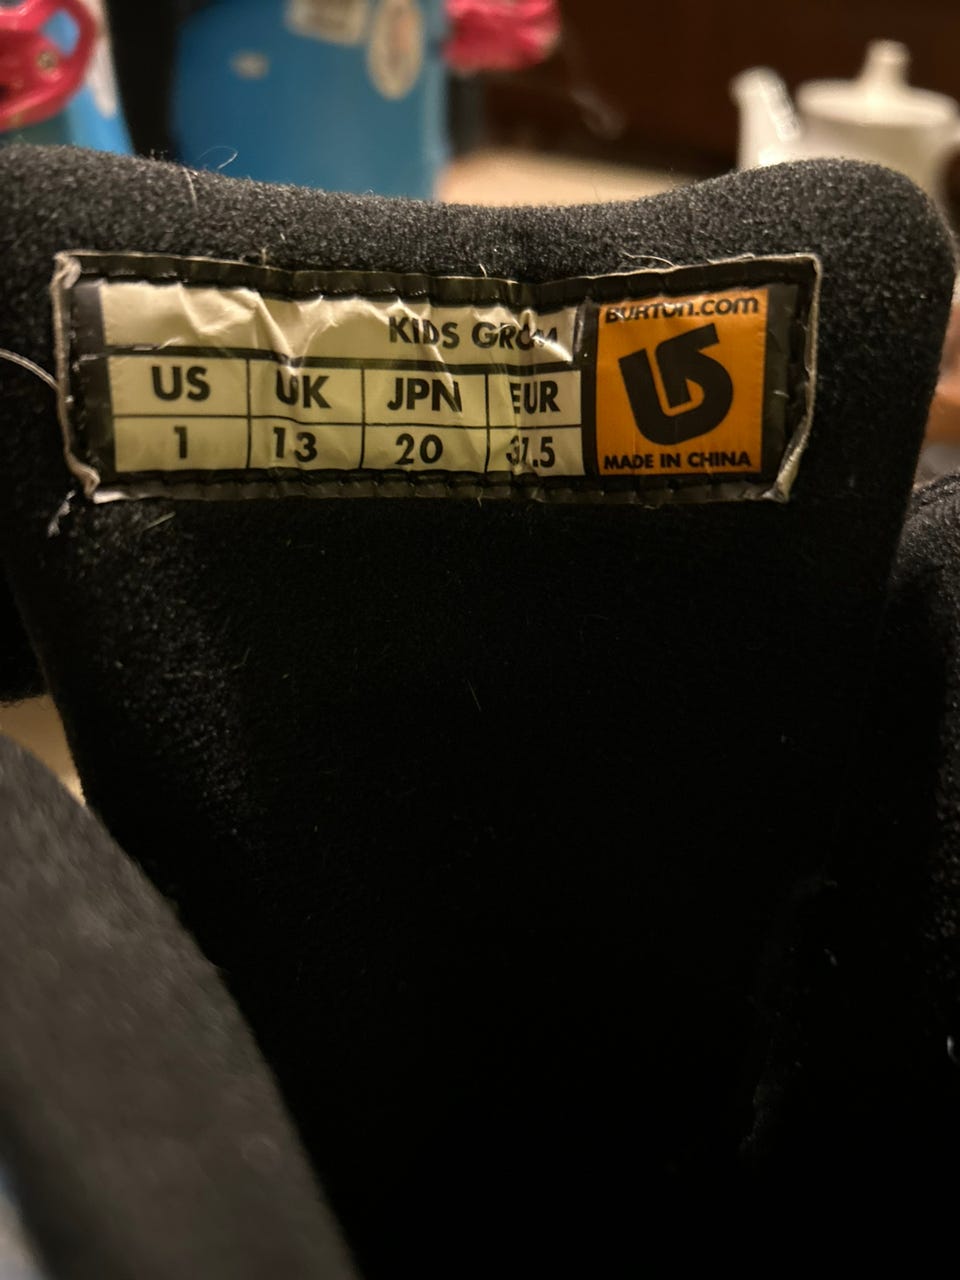 KIDS GROM
BURTON.COM
US UK JPN EUR
1 13 20 31.5
MADE IN CHINA